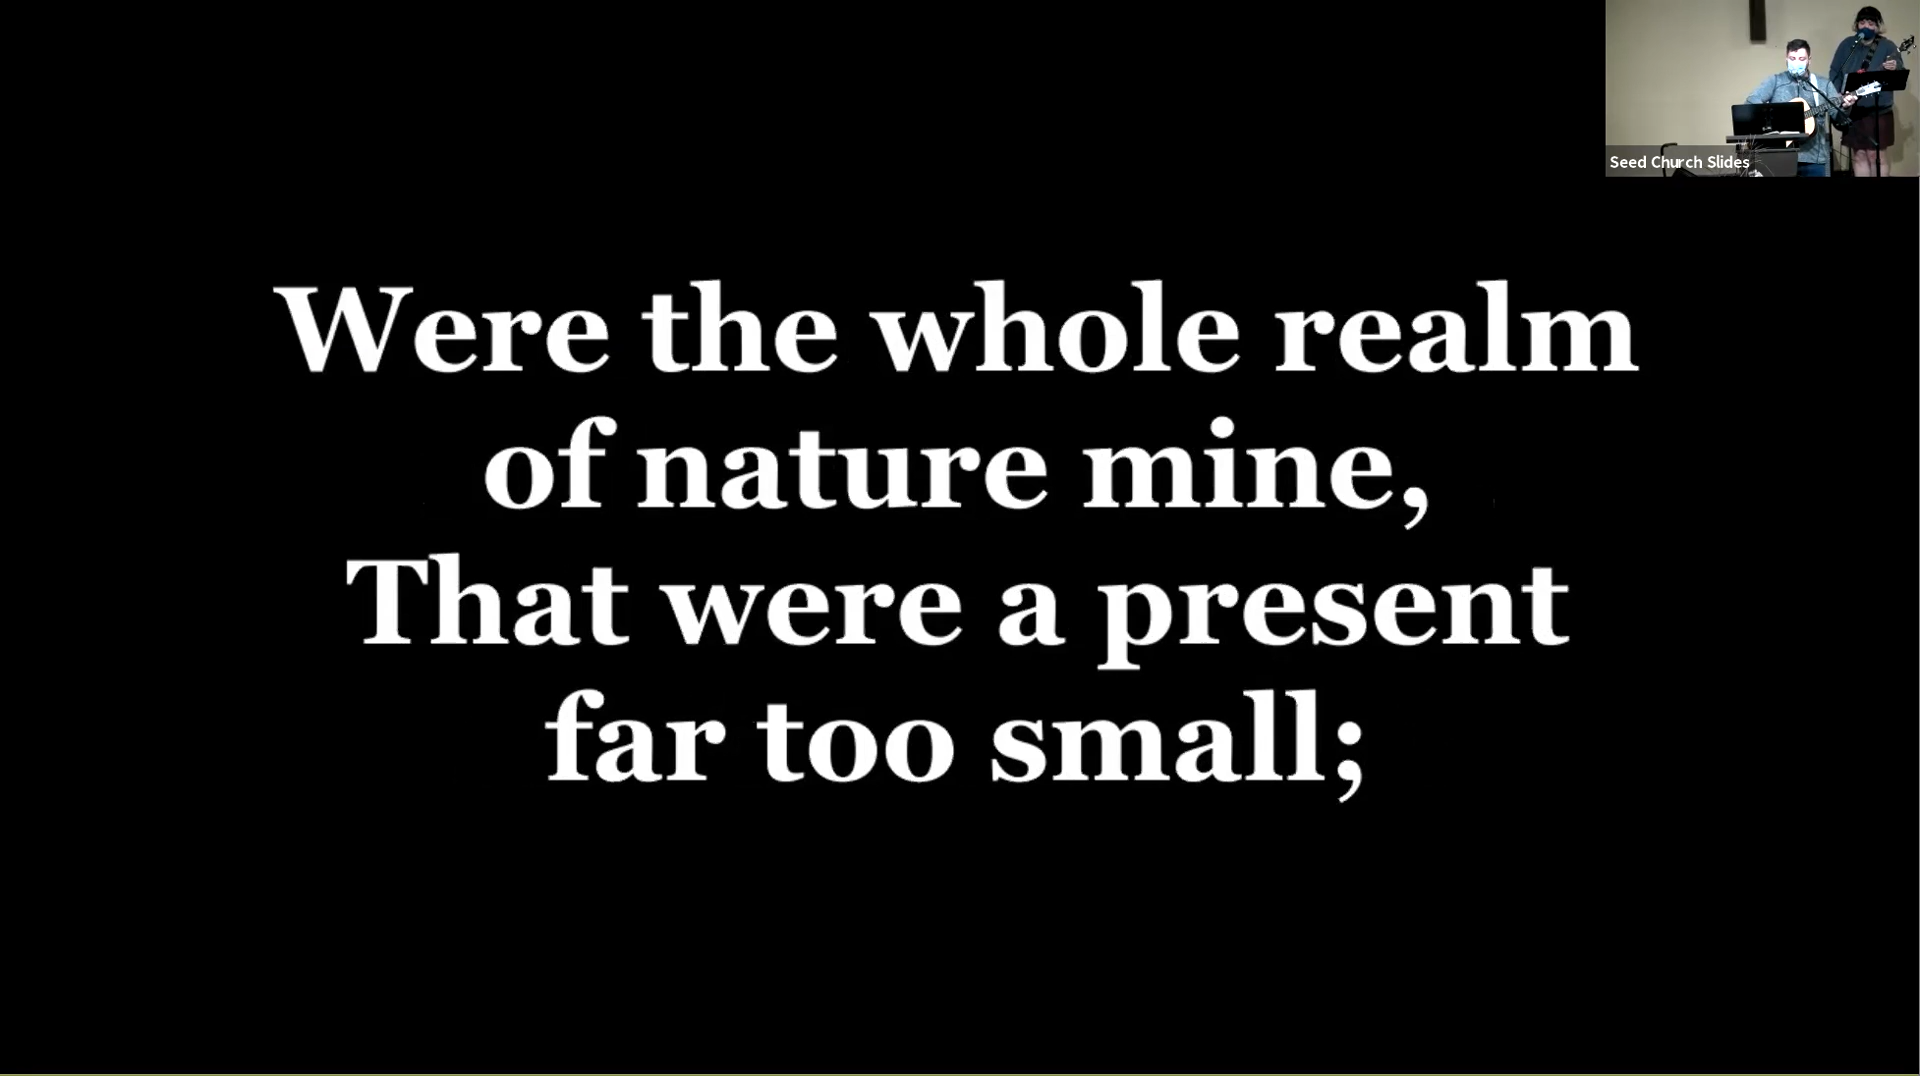 Seed Church Slides
Were the whole realm
of nature mine,
That were a present
far too small;